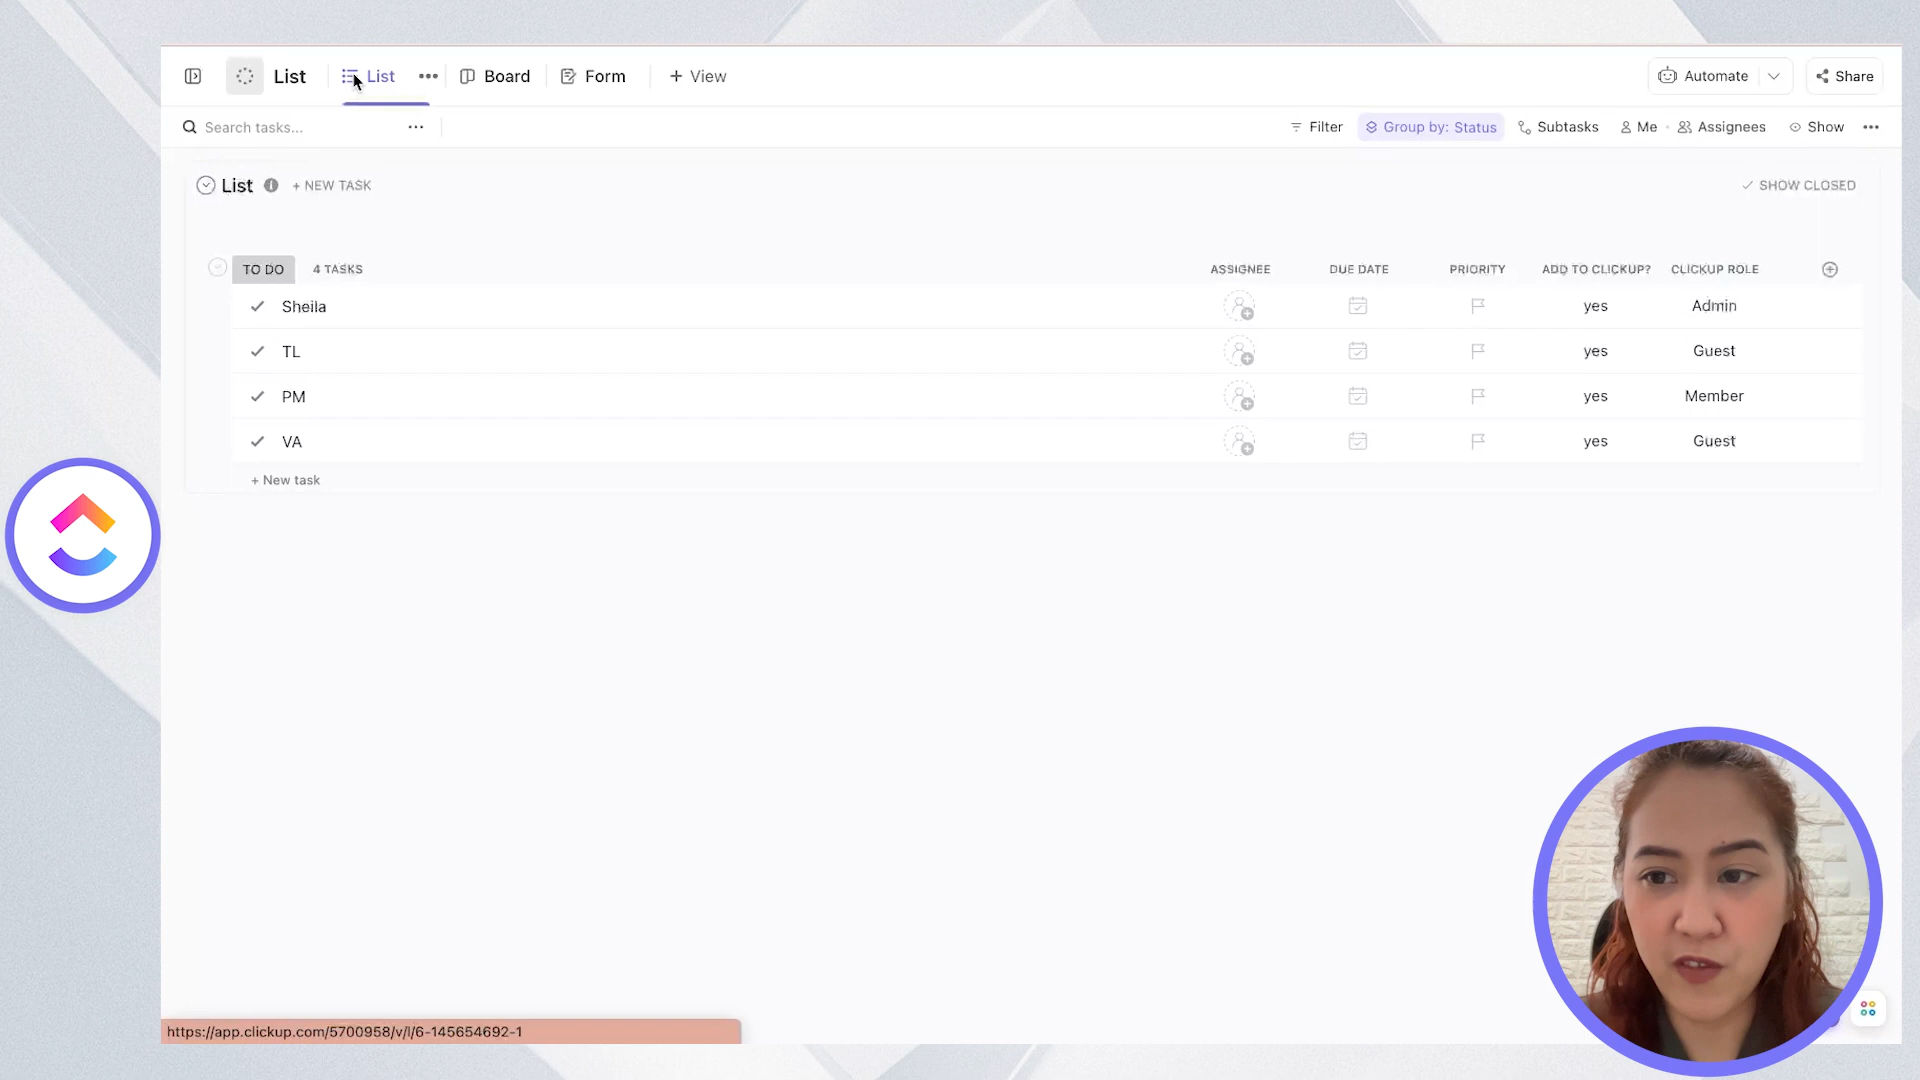 List List Board Form + View Automate Share
Search tasks... Filter Group by: Status Subtasks Me Assignees Show
List + NEW TASK SHOW CLOSED
TO DO 4 TASKS ASSIGNEE DUE DATE PRIORITY ADD TO CLICKUP? CLICKUP ROLE
Sheila yes Admin
TL yes Guest
PM yes Member
VA yes Guest
+ New task
https://app.clickup.com/5700958/v/l/6-145654692-1